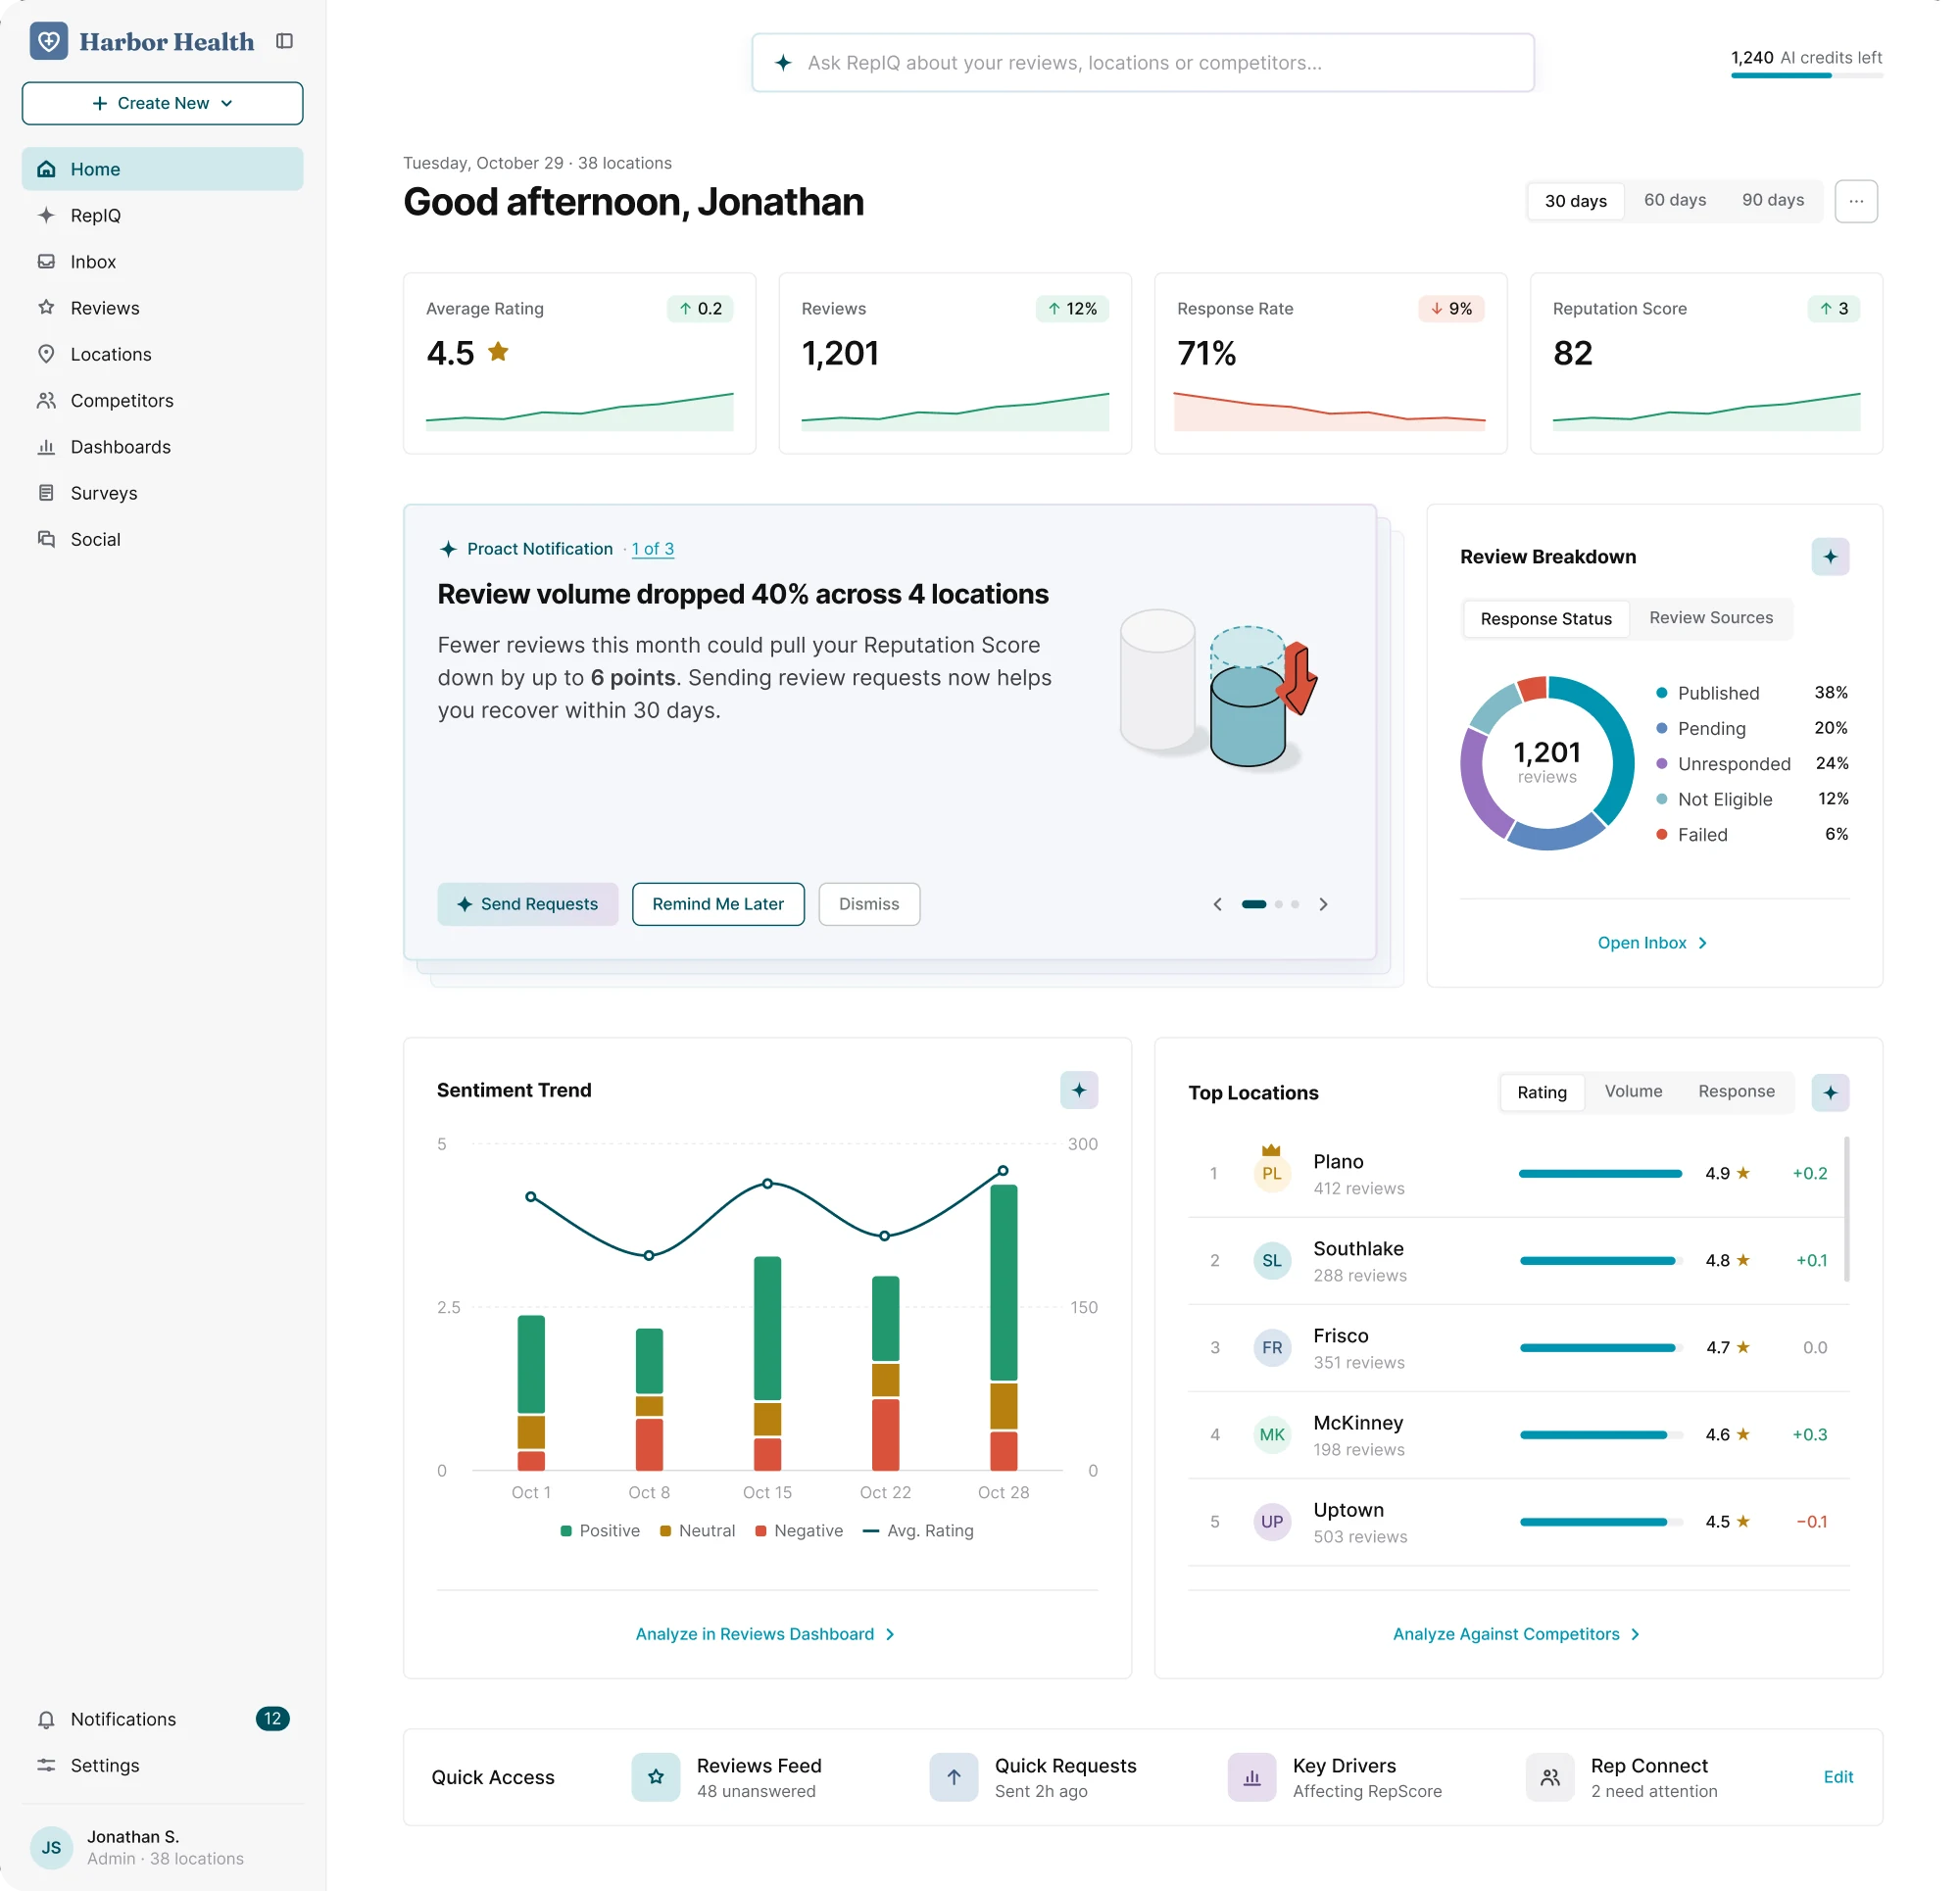 Harbor Health
Create New
Home
RepIQ
Inbox
Reviews
Locations
Competitors
Dashboards
Surveys
Social
Notifications 12
Settings
JS
Jonathan S.
Admin · 38 locations
Ask RepIQ about your reviews, locations or competitors...
1,240 AI credits left
Tuesday, October 29 · 38 locations
Good afternoon, Jonathan
30 days 60 days 90 days
Average Rating ↑ 0.2
4.5
Reviews ↑ 12%
1,201
Response Rate ↓ 9%
71%
Reputation Score ↑ 3
82
Proact Notification · 1 of 3
Review volume dropped 40% across 4 locations
Fewer reviews this month could pull your Reputation Score
down by up to 6 points. Sending review requests now helps
you recover within 30 days.
Send Requests Remind Me Later Dismiss
Review Breakdown
Response Status Review Sources
1,201
reviews
Published 38%
Pending 20%
Unresponded 24%
Not Eligible 12%
Failed 6%
Open Inbox
Sentiment Trend
5 300
2.5 150
0 0
Oct 1 Oct 8 Oct 15 Oct 22 Oct 28
Positive Neutral Negative Avg. Rating
Analyze in Reviews Dashboard
Top Locations
Rating Volume Response
1 PL Plano 4.9 ★ +0.2
412 reviews
2 SL Southlake 4.8 ★ +0.1
288 reviews
3 FR Frisco 4.7 ★ 0.0
351 reviews
4 MK McKinney 4.6 ★ +0.3
198 reviews
5 UP Uptown 4.5 ★ −0.1
503 reviews
Analyze Against Competitors
Quick Access
Reviews Feed
48 unanswered
Quick Requests
Sent 2h ago
Key Drivers
Affecting RepScore
Rep Connect
2 need attention
Edit